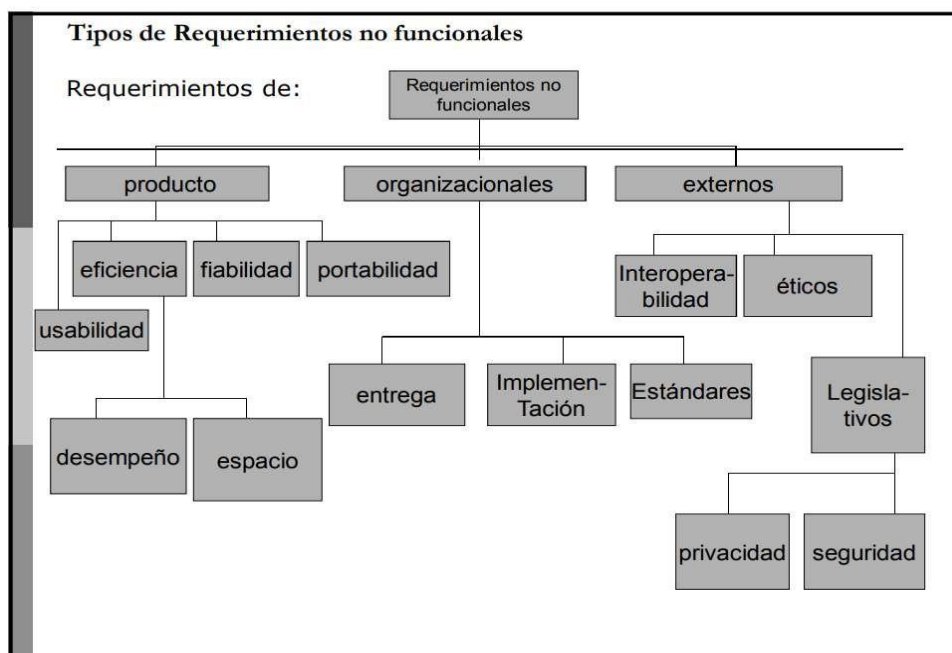 Tipos de Requerimientos no funcionales
Requerimientos de:
Requerimientos no
funcionales
producto
organizacionales
externos
eficiencia
fiabilidad
portabilidad
usabilidad
desempeño
espacio
entrega
Implemen-
Tación
Estándares
Interopera-
bilidad
éticos
Legisla-
tivos
privacidad
seguridad